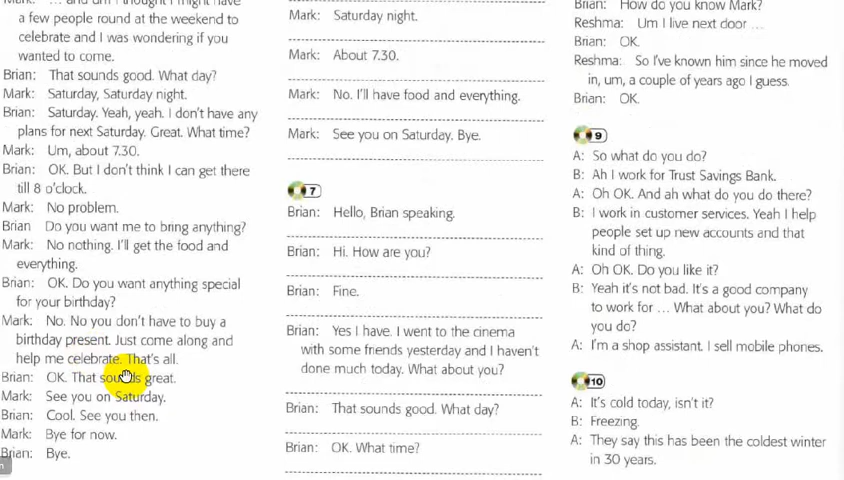 Mark: ... and um I thought I might have
a few people round at the weekend to
celebrate and I was wondering if you
wanted to come.
Brian: That sounds good. What day?
Mark: Saturday, Saturday night.
Brian: Saturday. Yeah, yeah. I don't have any
plans for next Saturday. Great. What time?
Mark: Um, about 7.30.
Brian: OK. But I don't think I can get there
till 8 o'clock.
Mark: No problem.
Brian Do you want me to bring anything?
Mark: No nothing. I'll get the food and
everything.
Brian: OK. Do you want anything special
for your birthday?
Mark: No. No you don't have to buy a
birthday present. Just come along and
help me celebrate. That's all.
Brian: OK. That sounds great.
Mark: See you on Saturday.
Brian: Cool. See you then.
Mark: Bye for now.
Brian: Bye.
Mark: Saturday night.
Mark: About 7.30.
Mark: No. I'll have food and everything.
Mark: See you on Saturday. Bye.
7
Brian: Hello, Brian speaking.
Brian: Hi. How are you?
Brian: Fine.
Brian: Yes I have. I went to the cinema
with some friends yesterday and I haven't
done much today. What about you?
Brian: That sounds good. What day?
Brian: OK. What time?
Brian: How do you know Mark?
Reshma: Um I live next door ...
Brian: OK.
Reshma: So I've known him since he moved
in, um, a couple of years ago I guess.
Brian: OK.
9
A: So what do you do?
B: Ah I work for Trust Savings Bank.
A: Oh OK. And ah what do you do there?
B: I work in customer services. Yeah I help
people set up new accounts and that
kind of thing.
A: Oh OK. Do you like it?
B: Yeah it's not bad. It's a good company
to work for ... What about you? What do
you do?
A: I'm a shop assistant. I sell mobile phones.
10
A: It's cold today, isn't it?
B: Freezing.
A: They say this has been the coldest winter
in 30 years.